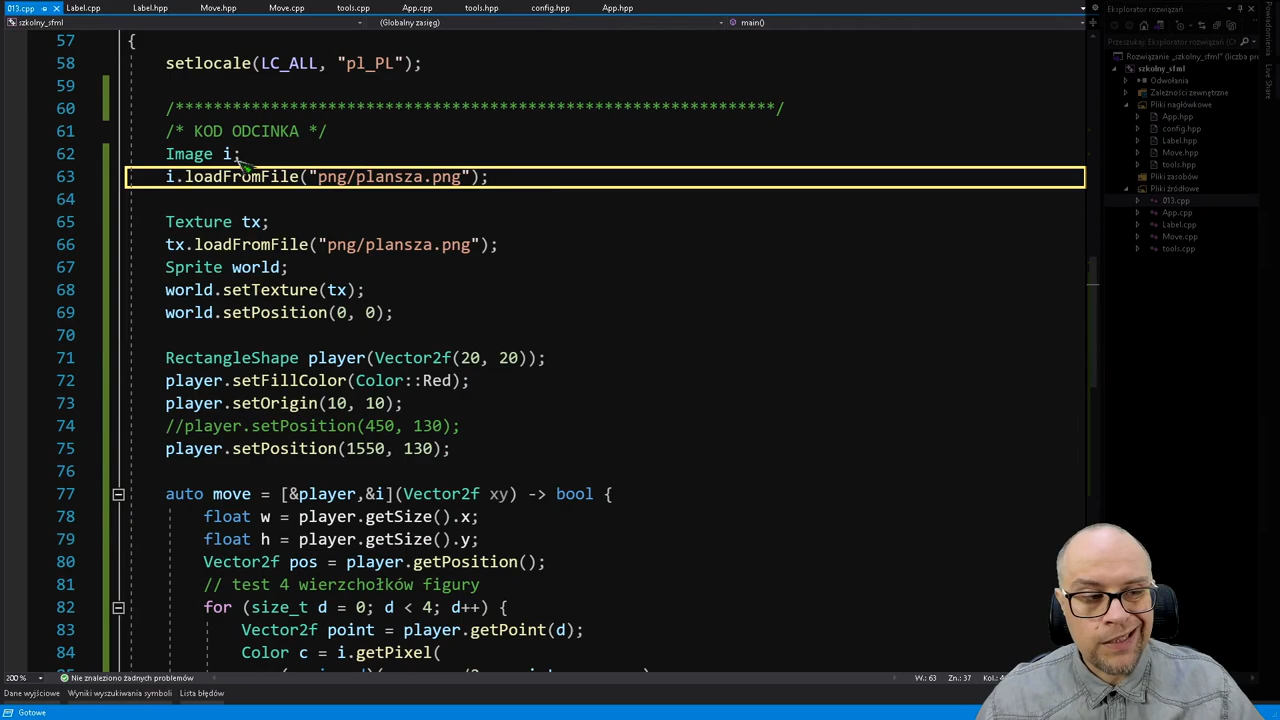 013.cpp Label.cpp Label.hpp Move.hpp Move.cpp tools.cpp App.cpp tools.hpp config.hpp App.hpp
szkolny_sfml (Globalny zasięg) main()
57 {
58 setlocale(LC_ALL, "pl_PL");
59
60 /****************************************************************/
61 /* KOD ODCINKA */
62 Image i;
63 i.loadFromFile("png/plansza.png");
64
65 Texture tx;
66 tx.loadFromFile("png/plansza.png");
67 Sprite world;
68 world.setTexture(tx);
69 world.setPosition(0, 0);
70
71 RectangleShape player(Vector2f(20, 20));
72 player.setFillColor(Color::Red);
73 player.setOrigin(10, 10);
74 //player.setPosition(450, 130);
75 player.setPosition(1550, 130);
76
77 auto move = [&player,&i](Vector2f xy) -> bool {
78 float w = player.getSize().x;
79 float h = player.getSize().y;
80 Vector2f pos = player.getPosition();
81 // test 4 wierzchołków figury
82 for (size_t d = 0; d < 4; d++) {
83 Vector2f point = player.getPoint(d);
84 Color c = i.getPixel(
200 % Nie znaleziono żadnych problemów W: 63 Zn.: 37 Kol.:
Dane wyjściowe Wyniki wyszukiwania symboli Lista błędów
Gotowe
Eksplorator rozwiązań
Przeszukaj: Eksplorator rozwiązań
Rozwiązanie „szkolny_sfml” (liczba
szkolny_sfml
Odwołania
Zależności zewnętrzne
Pliki nagłówkowe
App.hpp
config.hpp
Label.hpp
Move.hpp
tools.hpp
Pliki zasobów
Pliki źródłowe
013.cpp
App.cpp
Label.cpp
Move.cpp
tools.cpp
Powiadomienia
Live Share